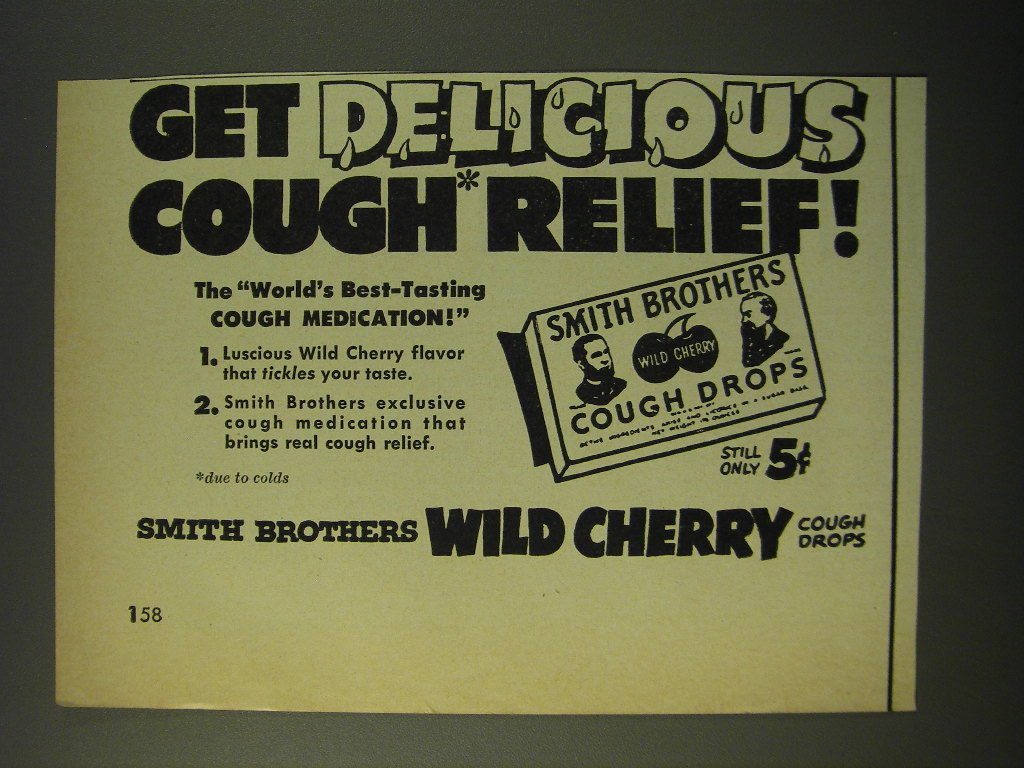 GET DELICIOUS
COUGH* RELIEF!
The "World's Best-Tasting
COUGH MEDICATION!"
1. Luscious Wild Cherry flavor
that tickles your taste.
2. Smith Brothers exclusive
cough medication that
brings real cough relief.
*due to colds
SMITH BROTHERS
WILD CHERRY
COUGH DROPS
STILL
ONLY 5¢
SMITH BROTHERS WILD CHERRY COUGH
DROPS
158